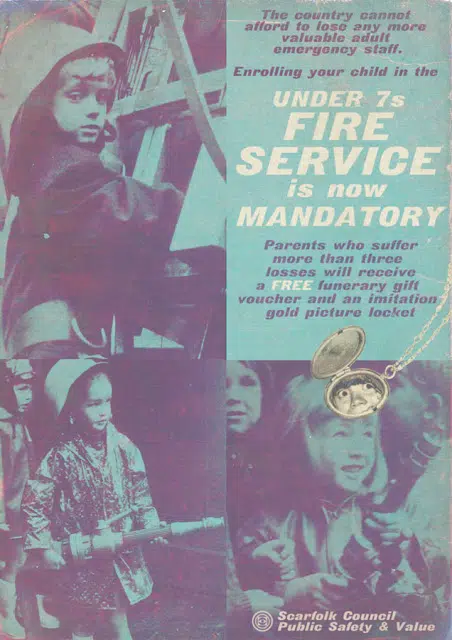 The country cannot
afford to lose any more
valuable adult
emergency staff.
Enrolling your child in the
UNDER 7s
FIRE
SERVICE
is now
MANDATORY
Parents who suffer
more than three
losses will receive
a FREE funerary gift
voucher and an imitation
gold picture locket
Scarfolk Council
Public Safety & Value